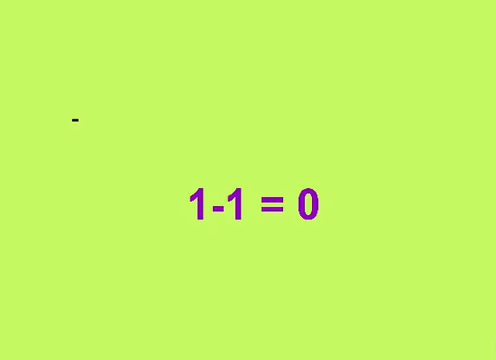 -
1-1 = 0